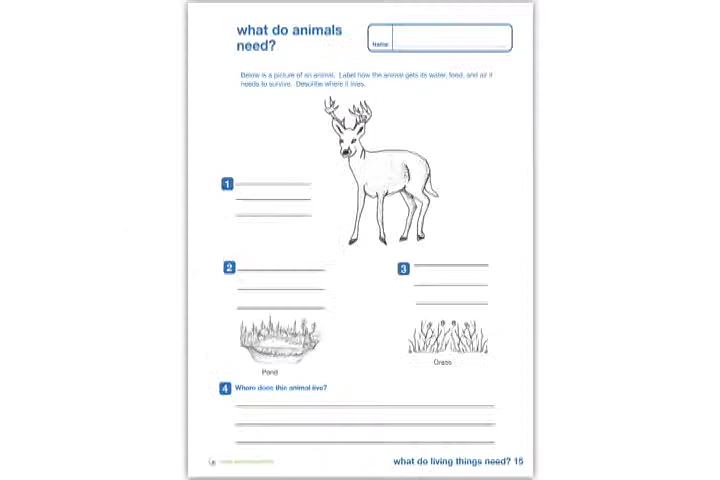 what do animals
need?
Name:
Below is a picture of an animal. Label how the animal gets its water, food, and air it
needs to survive. Describe where it lives.
1
2
3
Pond
Grass
4 Where does this animal live?
what do living things need? 15